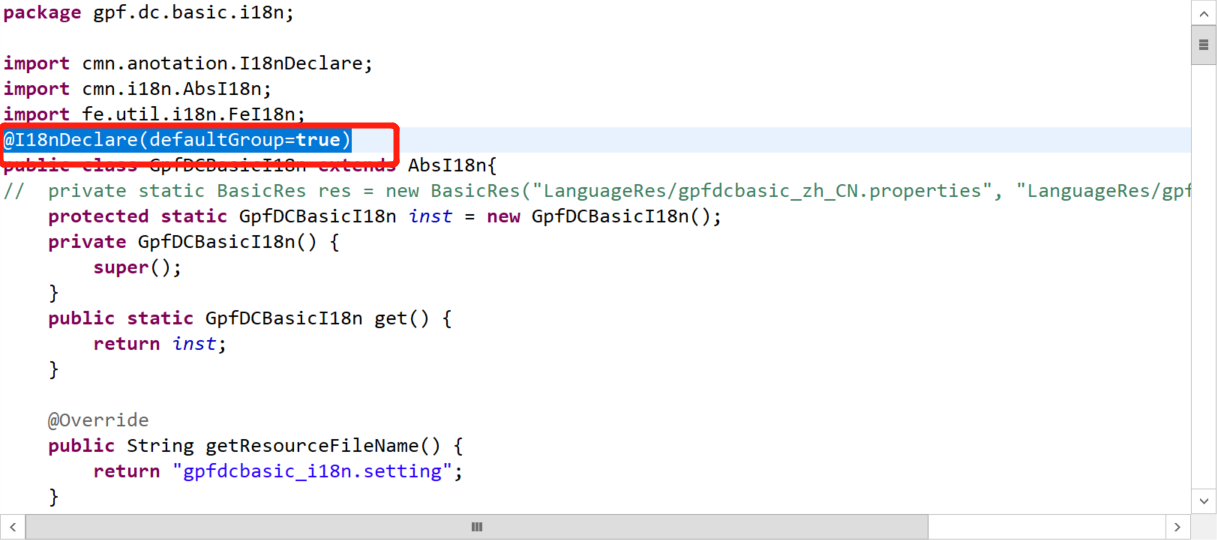 package gpf.dc.basic.i18n;
import cmn.anotation.I18nDeclare;
import cmn.i18n.AbsI18n;
import fe.util.i18n.FeI18n;
@I18nDeclare(defaultGroup=true)
public class GpfDCBasicI18n extends AbsI18n{
//  private static BasicRes res = new BasicRes("LanguageRes/gpfdcbasic_zh_CN.properties", "LanguageRes/gpf
    protected static GpfDCBasicI18n inst = new GpfDCBasicI18n();
    private GpfDCBasicI18n() {
        super();
    }
    public static GpfDCBasicI18n get() {
        return inst;
    }
    @Override
    public String getResourceFileName() {
        return "gpfdcbasic_i18n.setting";
    }